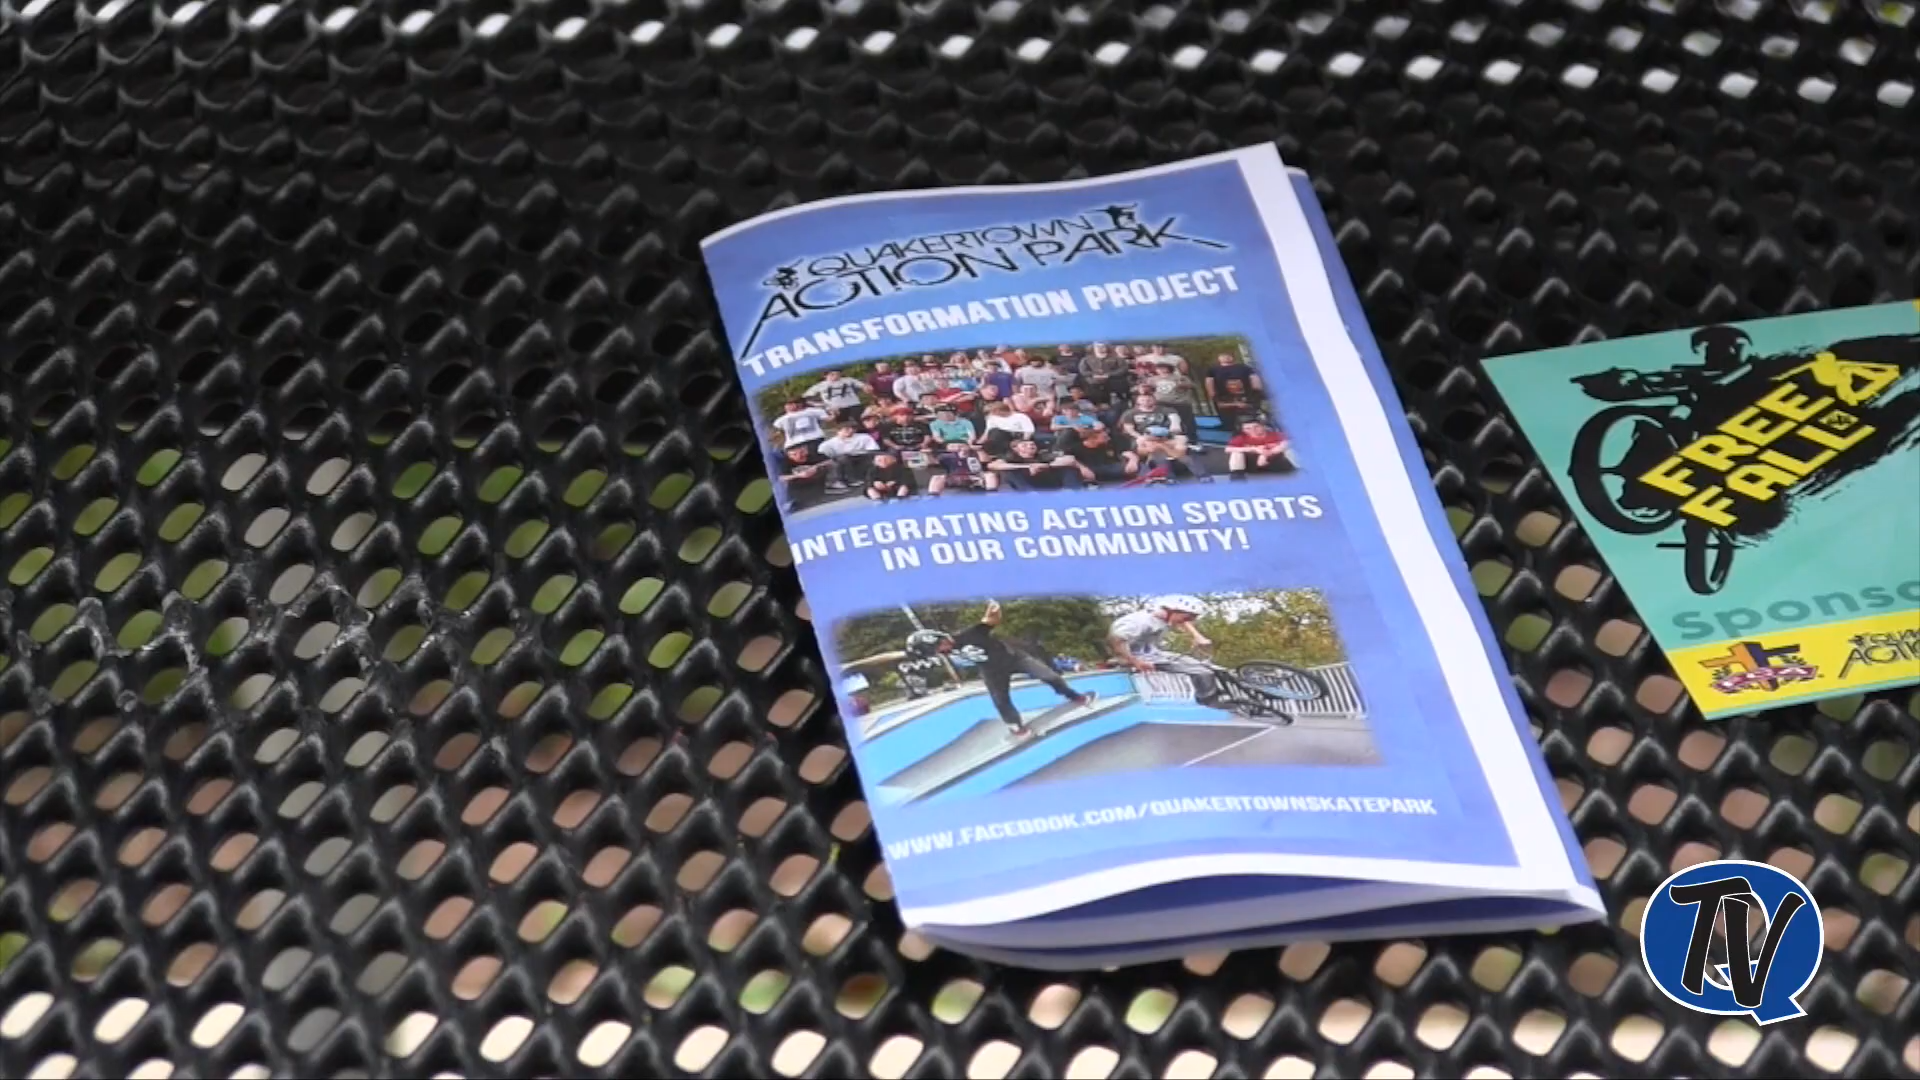 QUAKERTOWN
ACTION PARK
TRANSFORMATION PROJECT
INTEGRATING ACTION SPORTS
IN OUR COMMUNITY!
WWW.FACEBOOK.COM/QUAKERTOWNSKATEPARK
FREE
FALL
TV